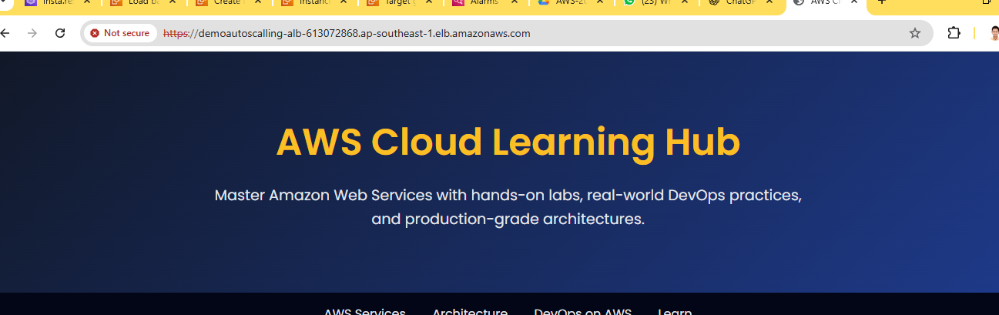 Insta.re
Load ba
Create
Instanc
Target g
Alarms
AWS-20
(23) W
ChatGP
AWS Cl
Not secure
https://demoautoscalling-alb-613072868.ap-southeast-1.elb.amazonaws.com
AWS Cloud Learning Hub
Master Amazon Web Services with hands-on labs, real-world DevOps practices,
and production-grade architectures.
AWS Services
Architecture
DevOps on AWS
Learn